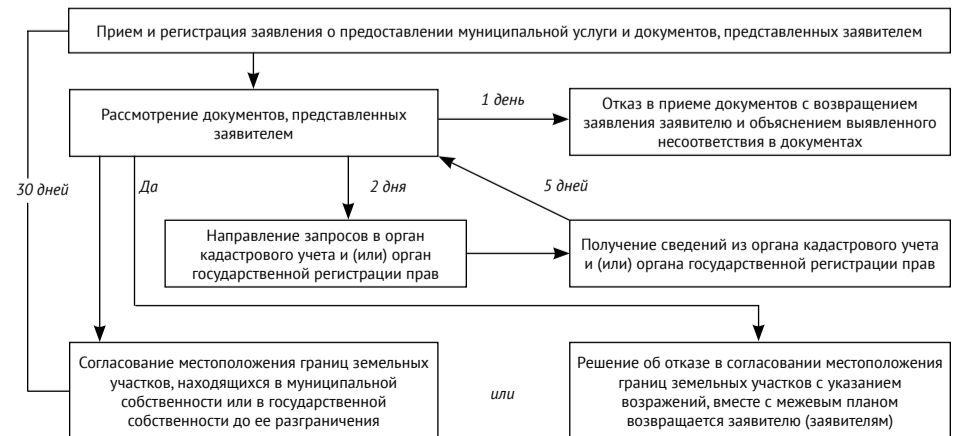 Прием и регистрация заявления о предоставлении муниципальной услуги и документов, представленных заявителем
Рассмотрение документов, представленных
заявителем
1 день
Отказ в приеме документов с возвращением
заявления заявителю и объяснением выявленного
несоответствия в документах
30 дней
Да
2 дня
5 дней
Направление запросов в орган
кадастрового учета и (или) орган
государственной регистрации прав
Получение сведений из органа кадастрового учета
и (или) органа государственной регистрации прав
Согласование местоположения границ земельных
участков, находящихся в муниципальной
собственности или в государственной
собственности до ее разграничения
или
Решение об отказе в согласовании местоположения
границ земельных участков с указанием
возражений, вместе с межевым планом
возвращается заявителю (заявителям)